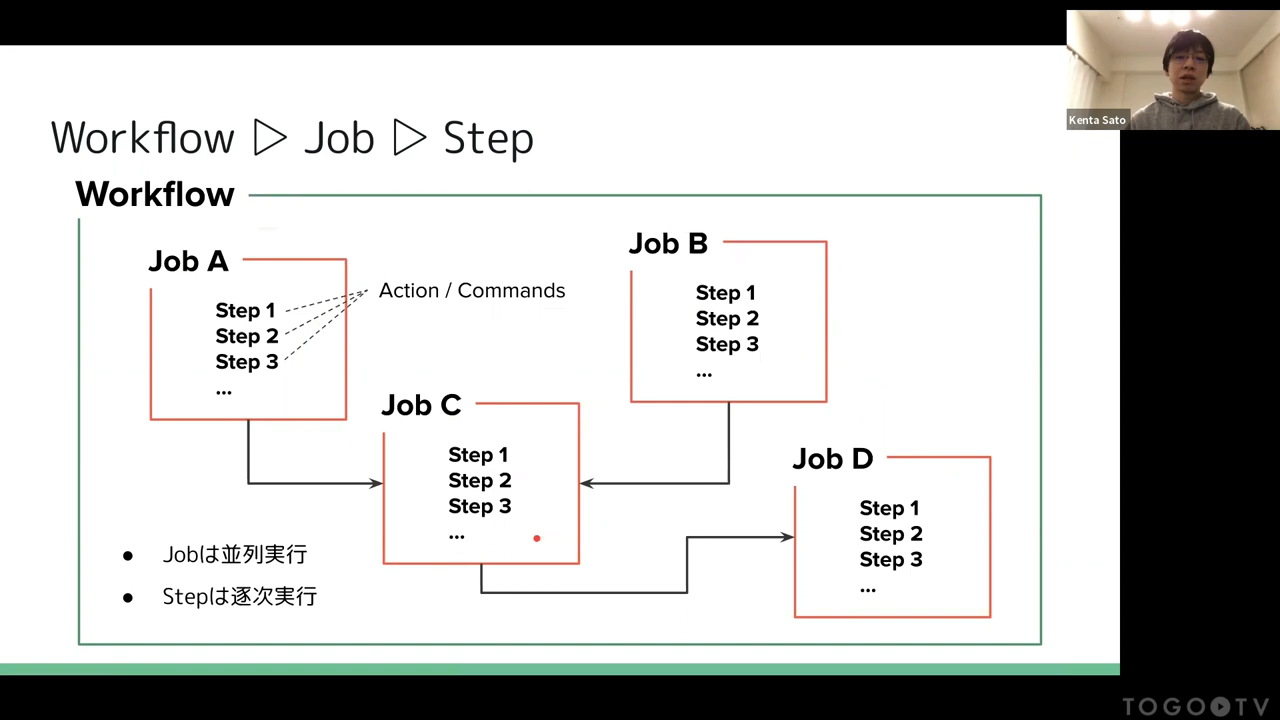 Kenta Sato
Workflow ▷ Job ▷ Step
Workflow
Job A
Step 1
Step 2
Step 3
...
Action / Commands
Job B
Step 1
Step 2
Step 3
...
Job C
Step 1
Step 2
Step 3
...
Job D
Step 1
Step 2
Step 3
...
● Jobは並列実行
● Stepは逐次実行
TOGO TV